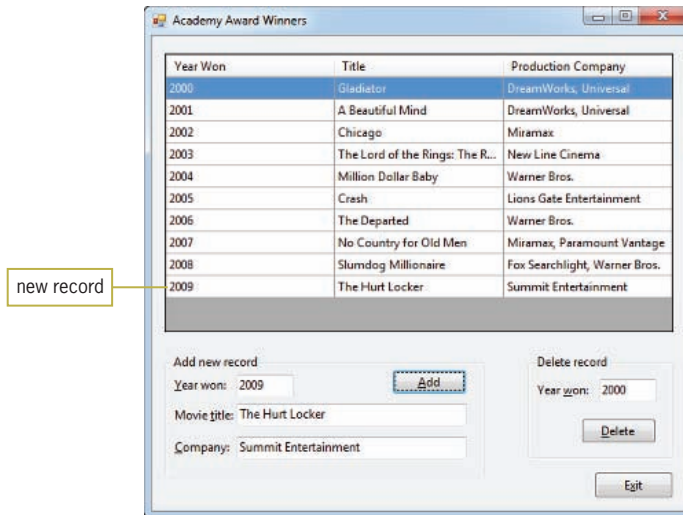 Academy Award Winners
Year Won Title Production Company
2000 Gladiator DreamWorks, Universal
2001 A Beautiful Mind DreamWorks, Universal
2002 Chicago Miramax
2003 The Lord of the Rings: The R... New Line Cinema
2004 Million Dollar Baby Warner Bros.
2005 Crash Lions Gate Entertainment
2006 The Departed Warner Bros.
2007 No Country for Old Men Miramax, Paramount Vantage
2008 Slumdog Millionaire Fox Searchlight, Warner Bros.
new record
2009 The Hurt Locker Summit Entertainment
Add new record
Year won: 2009 Add
Movie title: The Hurt Locker
Company: Summit Entertainment
Delete record
Year won: 2000
Delete
Exit